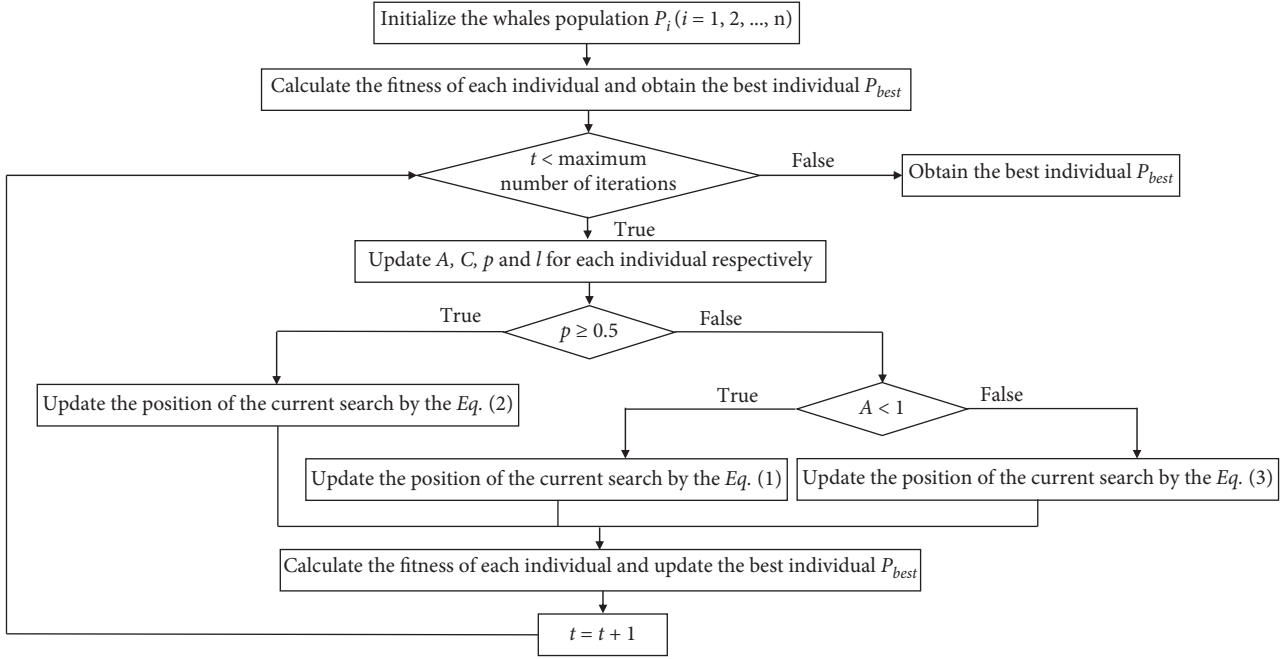 Initialize the whales population P_i (i = 1, 2, ..., n)
Calculate the fitness of each individual and obtain the best individual P_best
t < maximum
number of iterations
False
Obtain the best individual P_best
True
Update A, C, p and l for each individual respectively
True
p ≥ 0.5
False
Update the position of the current search by the Eq. (2)
True
A < 1
False
Update the position of the current search by the Eq. (1)
Update the position of the current search by the Eq. (3)
Calculate the fitness of each individual and update the best individual P_best
t = t + 1